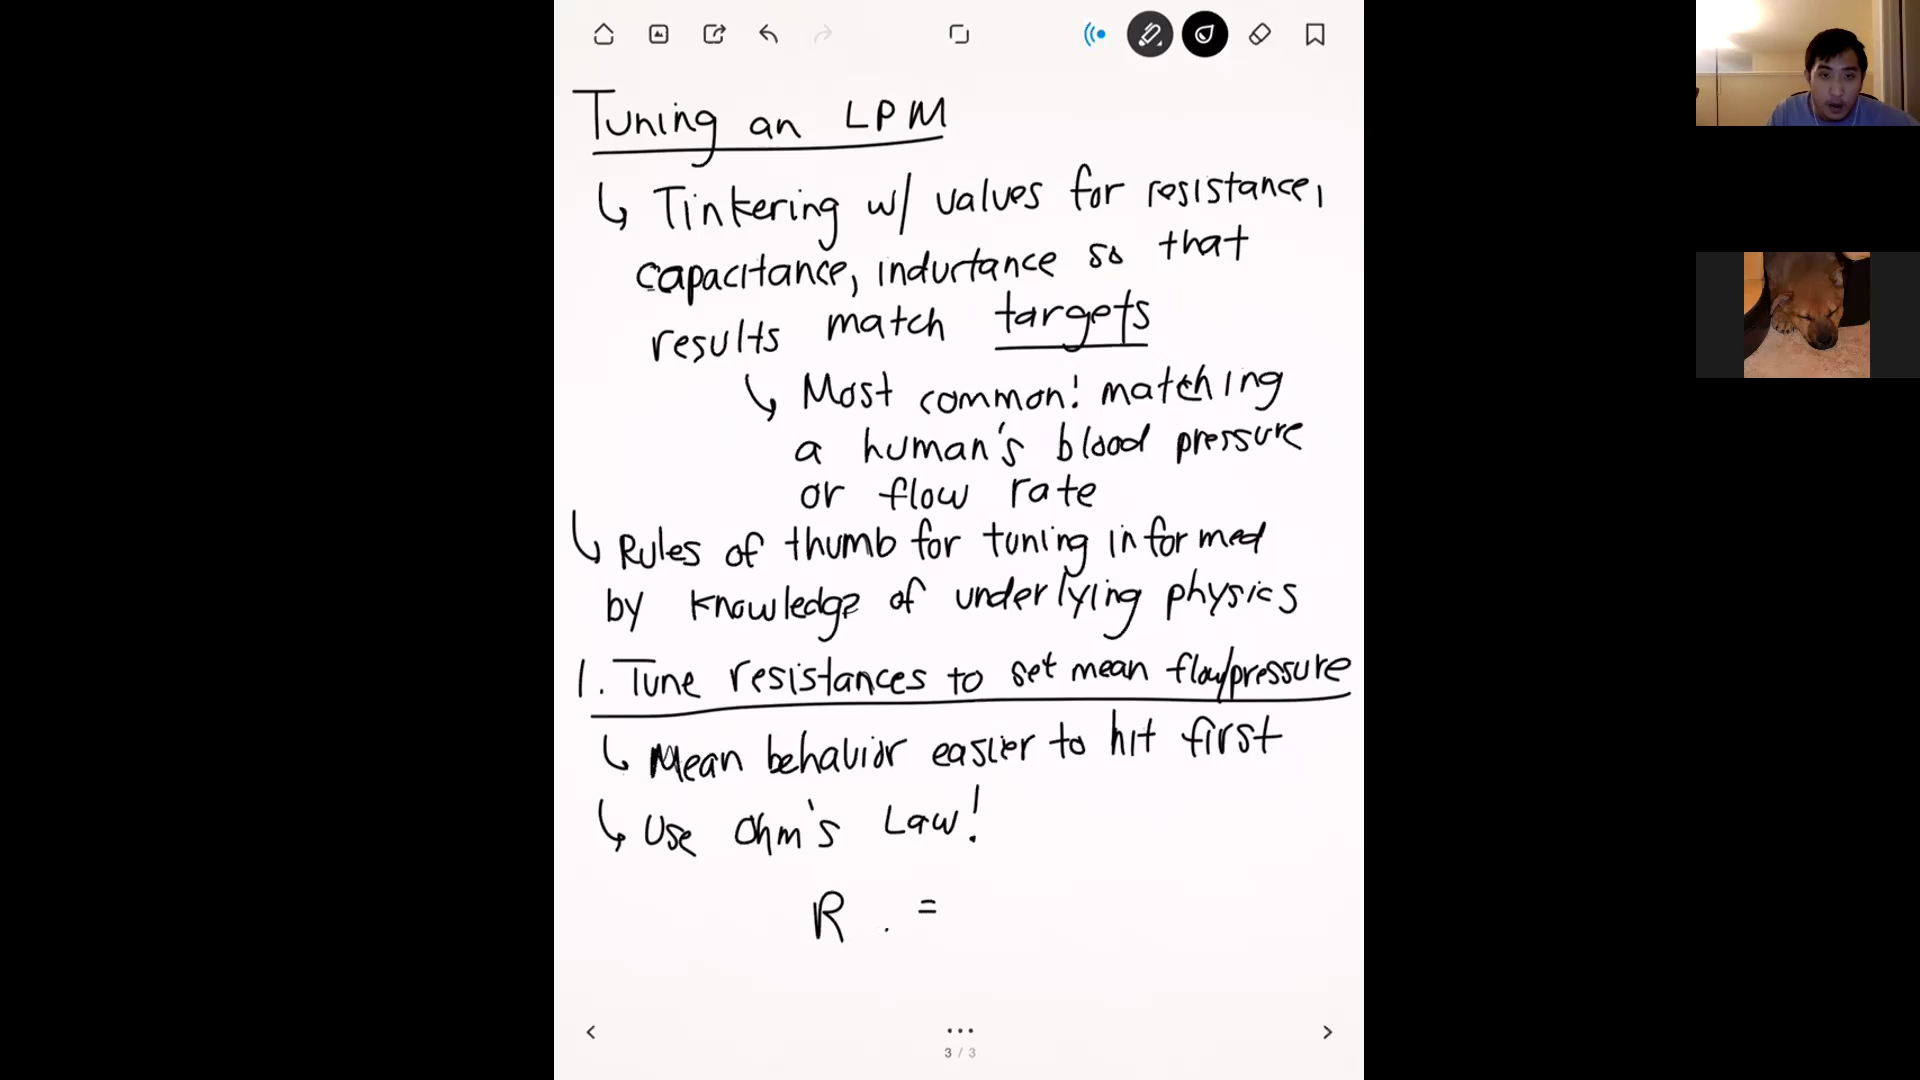 Tuning an LPM
↳ Tinkering w/ values for resistance,
capacitance, inductance so that
results match targets
↳ Most common: matching
a human's blood pressure
or flow rate
↳ Rules of thumb for tuning informed
by knowledge of underlying physics
1. Tune resistances to set mean flow/pressure
↳ Mean behavior easier to hit first
↳ Use Ohm's Law!
R . =
3 / 3